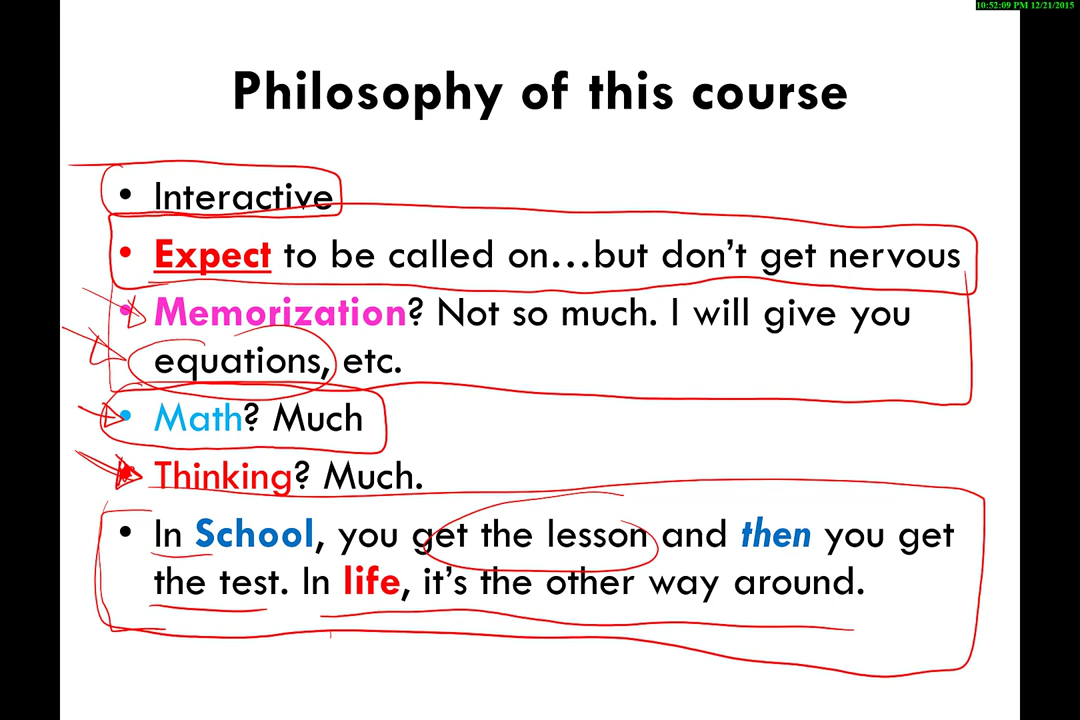 10:52:09 PM 12/21/2015
Philosophy of this course
• Interactive
• Expect to be called on…but don't get nervous
• Memorization? Not so much. I will give you
equations, etc.
• Math? Much
• Thinking? Much.
• In School, you get the lesson and then you get
the test. In life, it's the other way around.